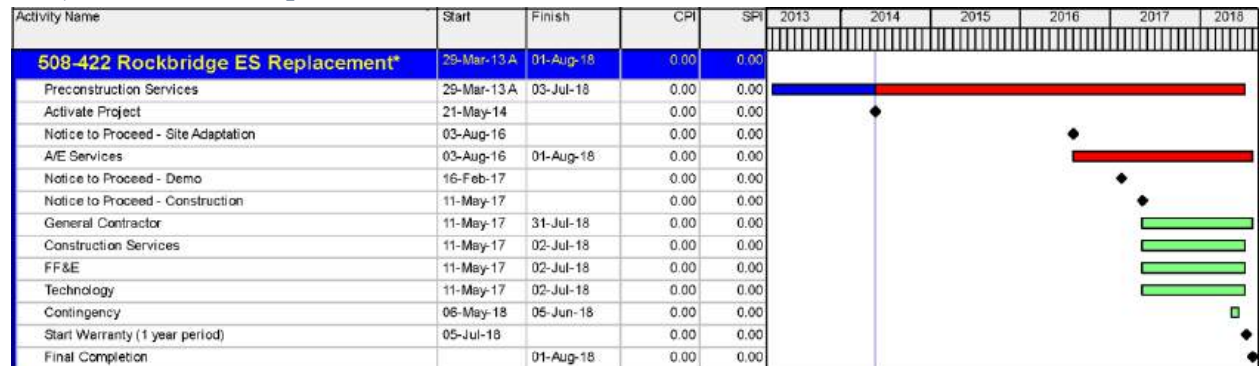 Activity Name Start Finish CPI SPI 2013 2014 2015 2016 2017 2018
508-422 Rockbridge ES Replacement* 29-Mar-13 A 01-Aug-18 0.00 0.00
Preconstruction Services 29-Mar-13 A 03-Jul-18 0.00 0.00
Activate Project 21-May-14 0.00 0.00
Notice to Proceed - Site Adaptation 03-Aug-16 0.00 0.00
A/E Services 03-Aug-16 01-Aug-18 0.00 0.00
Notice to Proceed - Demo 16-Feb-17 0.00 0.00
Notice to Proceed - Construction 11-May-17 0.00 0.00
General Contractor 11-May-17 31-Jul-18 0.00 0.00
Construction Services 11-May-17 02-Jul-18 0.00 0.00
FF&E 11-May-17 02-Jul-18 0.00 0.00
Technology 11-May-17 02-Jul-18 0.00 0.00
Contingency 06-May-18 05-Jun-18 0.00 0.00
Start Warranty (1 year period) 05-Jul-18 0.00 0.00
Final Completion 01-Aug-18 0.00 0.00